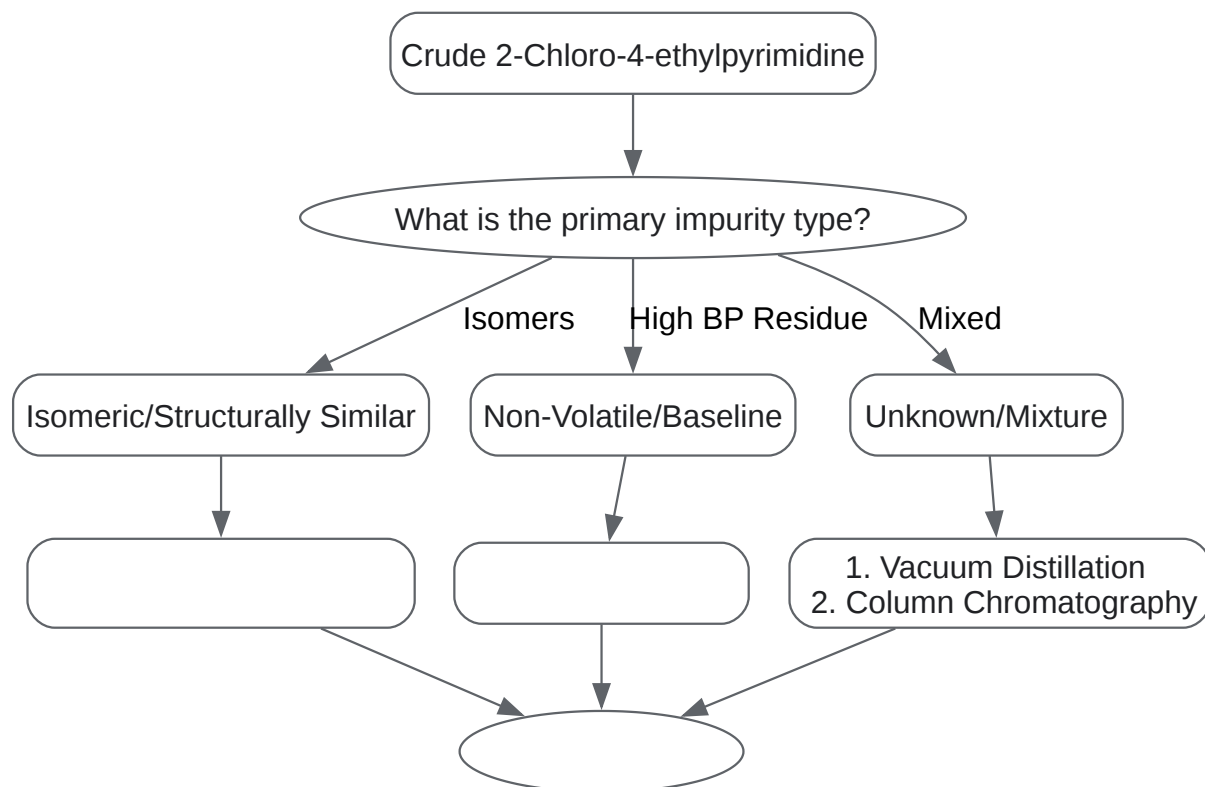 Crude 2-Chloro-4-ethylpyrimidine
What is the primary impurity type?
Isomers
High BP Residue
Mixed
Isomeric/Structurally Similar
Non-Volatile/Baseline
Unknown/Mixture
1. Vacuum Distillation
2. Column Chromatography